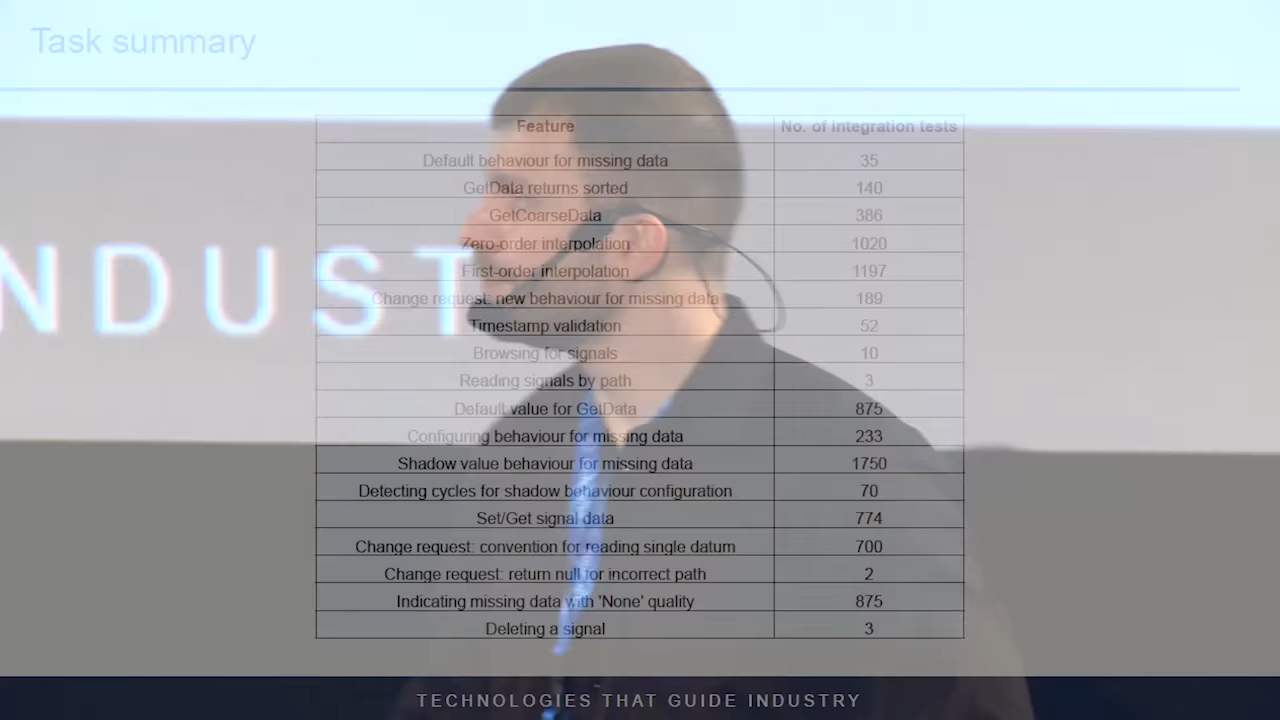 Task summary
Feature No. of integration tests
Default behaviour for missing data 35
GetData returns sorted 140
GetCoarseData 386
Zero-order interpolation 1020
First-order interpolation 1197
Change request: new behaviour for missing data 189
Timestamp validation 52
Browsing for signals 10
Reading signals by path 3
Default value for GetData 875
Configuring behaviour for missing data 233
Shadow value behaviour for missing data 1750
Detecting cycles for shadow behaviour configuration 70
Set/Get signal data 774
Change request: convention for reading single datum 700
Change request: return null for incorrect path 2
Indicating missing data with 'None' quality 875
Deleting a signal 3
NDUST
TECHNOLOGIES THAT GUIDE INDUSTRY